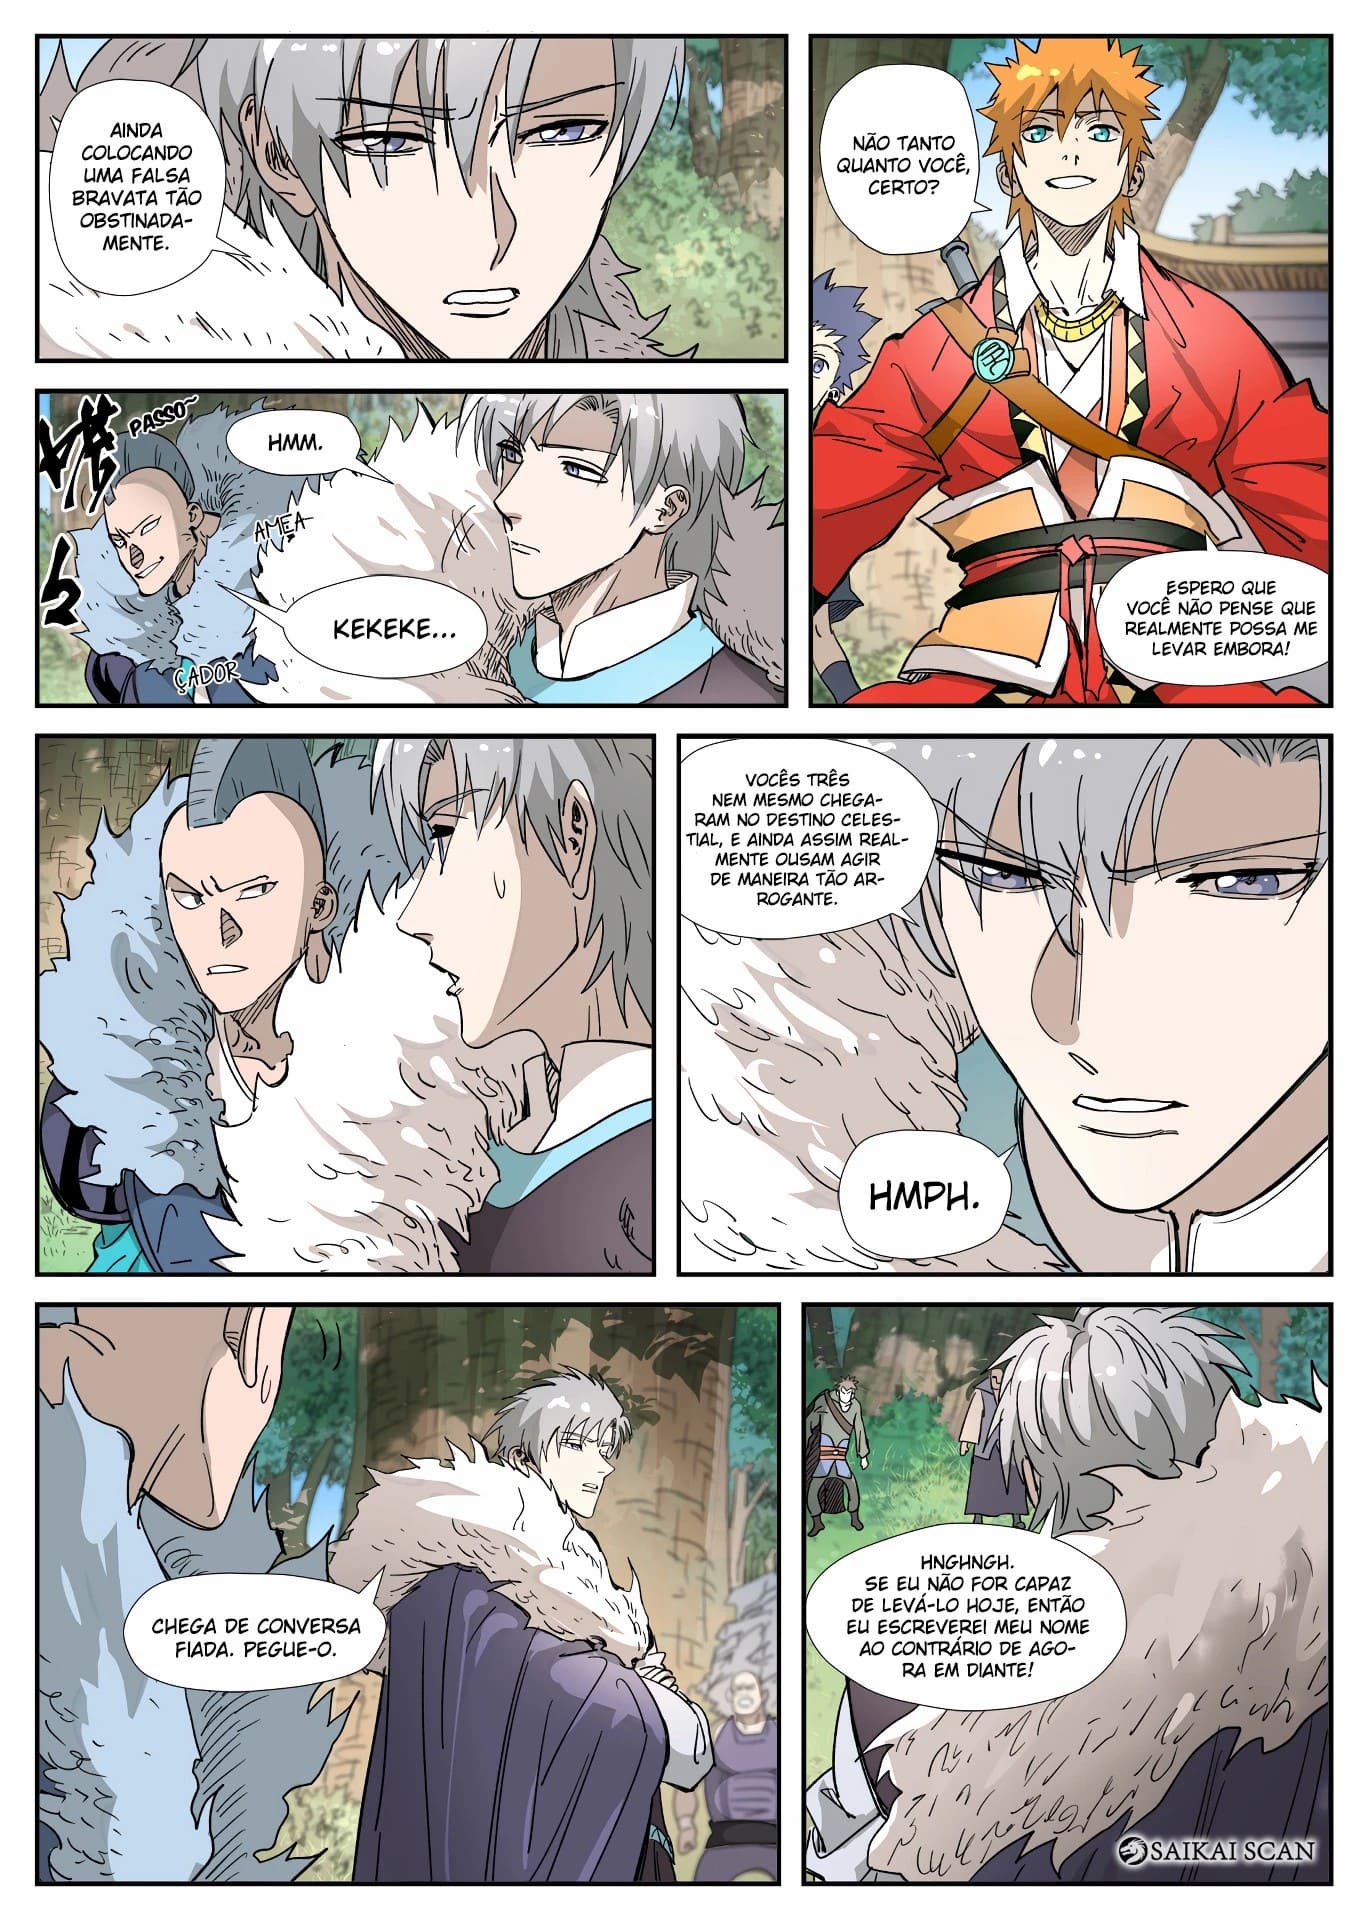 AINDA
COLOCANDO
UMA FALSA
BRAVATA TÃO
OBSTINADA-
MENTE.
NÃO TANTO
QUANTO VOCÊ,
CERTO?
ESPERO QUE
VOCÊ NÃO PENSE QUE
REALMENTE POSSA ME
LEVAR EMBORA!
PASSO~
HMM.
AMEA
ÇADOR
KEKEKE...
VOCÊS TRÊS
NEM MESMO CHEGA-
RAM NO DESTINO CELES-
TIAL, E AINDA ASSIM REAL-
MENTE OUSAM AGIR
DE MANEIRA TÃO AR-
ROGANTE.
HMPH.
CHEGA DE CONVERSA
FIADA. PEGUE-O.
HNGHNGH.
SE EU NÃO FOR CAPAZ
DE LEVÁ-LO HOJE, ENTÃO
EU ESCREVEREI MEU NOME
AO CONTRÁRIO DE AGO-
RA EM DIANTE!
SAIKAI SCAN